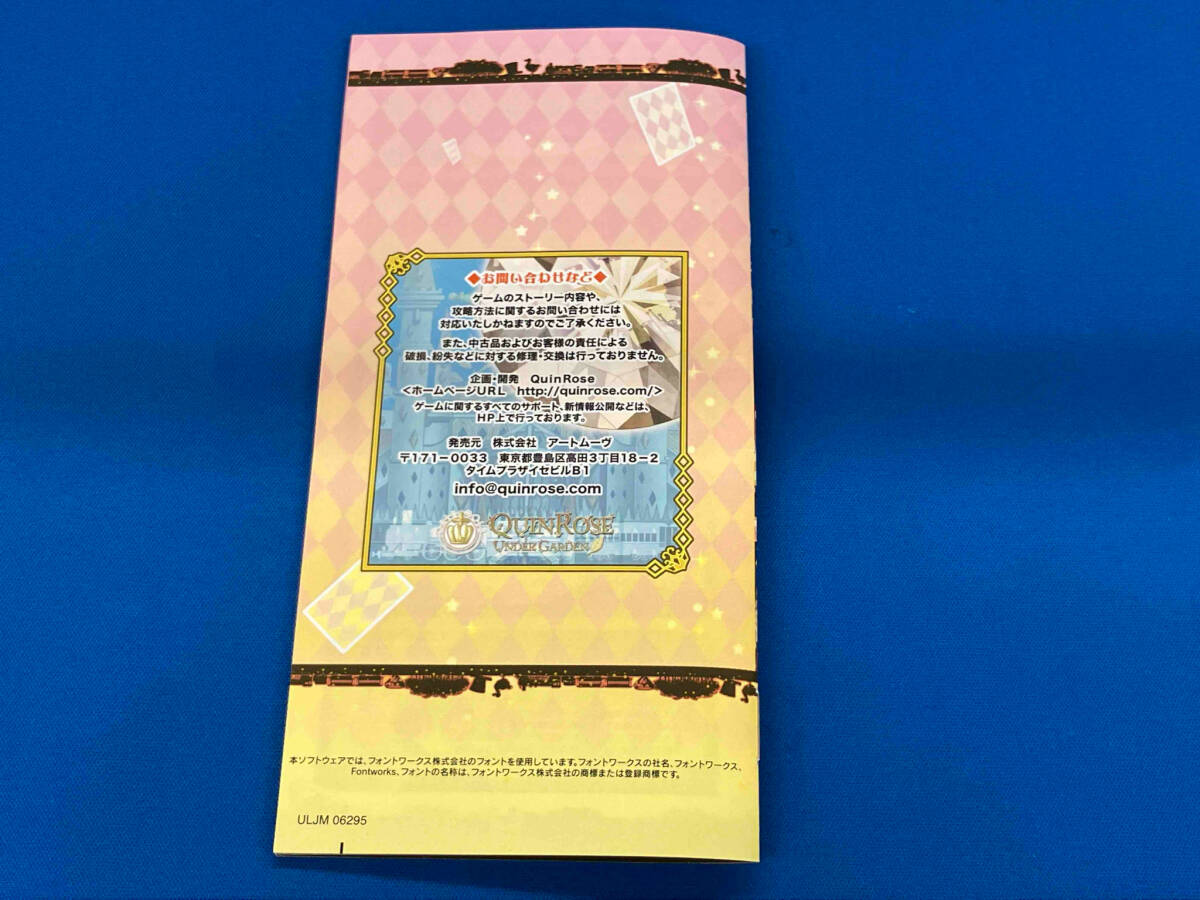 ◆お問い合わせなど◆
ゲームのストーリー内容や、
攻略方法に関するお問い合わせには
対応いたしかねますのでご了承ください。
また、中古品およびお客様の責任による
破損、紛失などに対する修理・交換は行っておりません。
企画・開発 QuinRose
<ホームページURL http://quinrose.com/>
ゲームに関するすべてのサポート、新情報公開などは、
HP上で行っております。
発売元 株式会社 アートムーヴ
〒171－0033 東京都豊島区高田3丁目18－2
タイムプラザイセビルB1
info@quinrose.com
QUINROSE
UNDER GARDEN
本ソフトウェアでは、フォントワークス株式会社のフォントを使用しています。フォントワークスの社名、フォントワークス、
Fontworks、フォントの名称は、フォントワークス株式会社の商標または登録商標です。
ULJM 06295